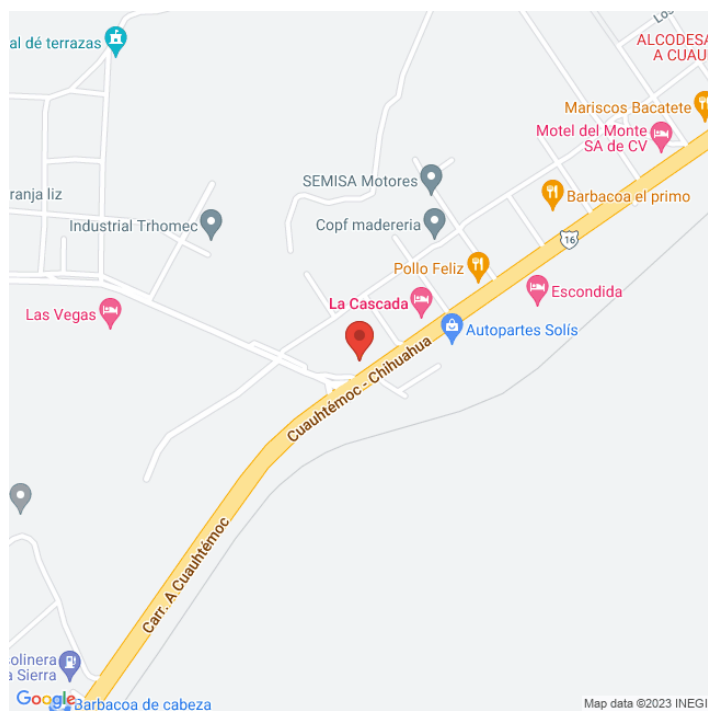 Los
al dé terrazas
ALCODESA
A CUAU
Mariscos Bacatete
Motel del Monte
SA de CV
SEMISA Motores
Barbacoa el primo
ranja liz
Industrial Trhomec
Copf madereria
16
Pollo Feliz
Escondida
La Cascada
Las Vegas
Autopartes Solís
Cuauhtémoc - Chihuahua
Carr. A Cuauhtémoc
solinera
a Sierra
Google
Barbacoa de cabeza
Map data ©2023 INEGI